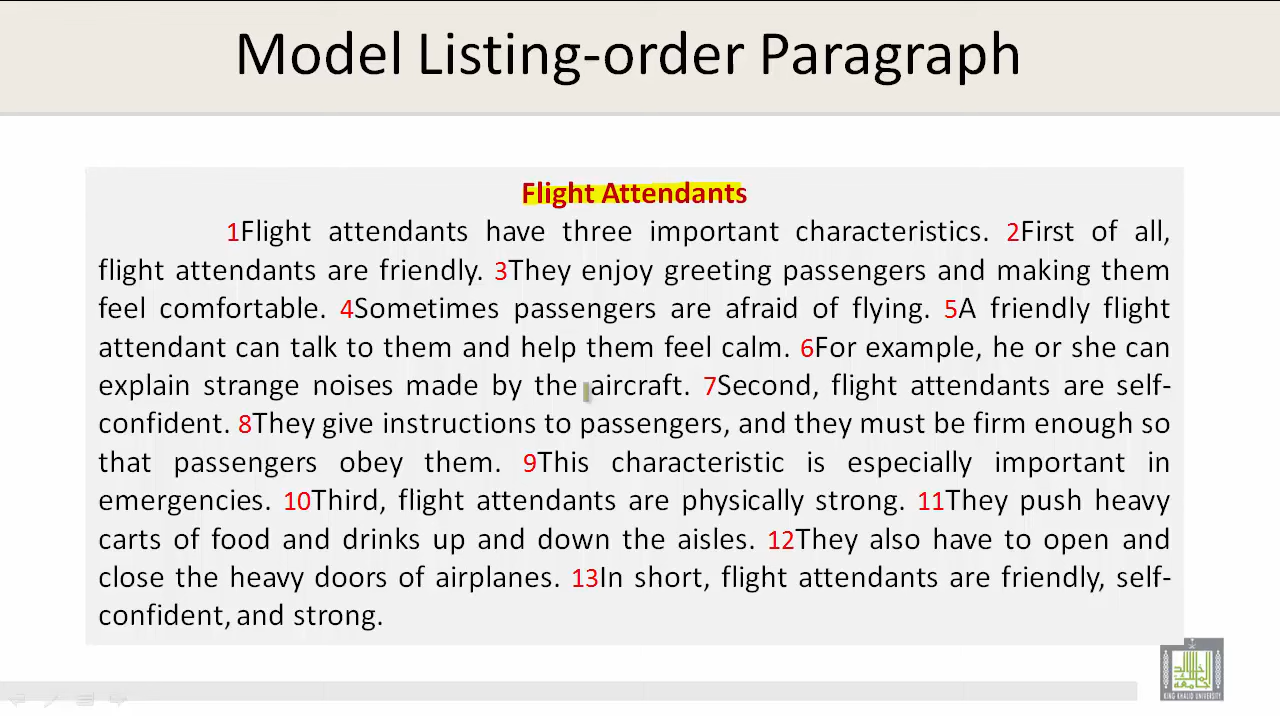 Model Listing-order Paragraph
Flight Attendants
1Flight attendants have three important characteristics. 2First of all,
flight attendants are friendly. 3They enjoy greeting passengers and making them
feel comfortable. 4Sometimes passengers are afraid of flying. 5A friendly flight
attendant can talk to them and help them feel calm. 6For example, he or she can
explain strange noises made by the aircraft. 7Second, flight attendants are self-
confident. 8They give instructions to passengers, and they must be firm enough so
that passengers obey them. 9This characteristic is especially important in
emergencies. 10Third, flight attendants are physically strong. 11They push heavy
carts of food and drinks up and down the aisles. 12They also have to open and
close the heavy doors of airplanes. 13In short, flight attendants are friendly, self-
confident, and strong.
KING KHALID UNIVERSITY